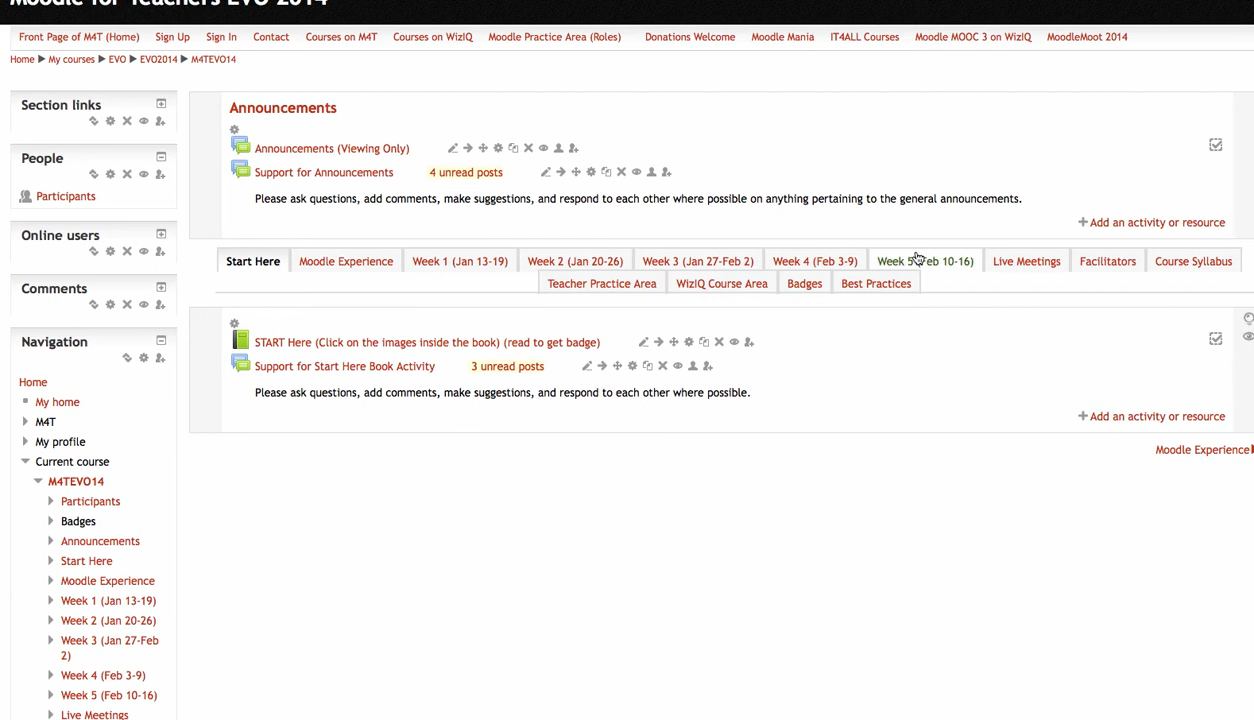 Moodle for Teachers EVO 2014
Front Page of M4T (Home) Sign Up Sign In Contact Courses on M4T Courses on WizIQ Moodle Practice Area (Roles) Donations Welcome Moodle Mania IT4ALL Courses Moodle MOOC 3 on WizIQ MoodleMoot 2014
Home ▶ My courses ▶ EVO ▶ EVO2014 ▶ M4TEVO14
Section links
People
Participants
Online users
Comments
Navigation
Home
My home
M4T
My profile
Current course
M4TEVO14
Participants
Badges
Announcements
Start Here
Moodle Experience
Week 1 (Jan 13-19)
Week 2 (Jan 20-26)
Week 3 (Jan 27-Feb
2)
Week 4 (Feb 3-9)
Week 5 (Feb 10-16)
Live Meetings
Announcements
Announcements (Viewing Only)
Support for Announcements 4 unread posts
Please ask questions, add comments, make suggestions, and respond to each other where possible on anything pertaining to the general announcements.
Add an activity or resource
Start Here Moodle Experience Week 1 (Jan 13-19) Week 2 (Jan 20-26) Week 3 (Jan 27-Feb 2) Week 4 (Feb 3-9) Week 5 (Feb 10-16) Live Meetings Facilitators Course Syllabus
Teacher Practice Area WizIQ Course Area Badges Best Practices
START Here (Click on the images inside the book) (read to get badge)
Support for Start Here Book Activity 3 unread posts
Please ask questions, add comments, make suggestions, and respond to each other where possible.
Add an activity or resource
Moodle Experience